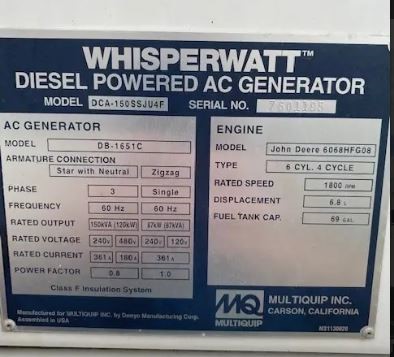 WHISPERWATT™
DIESEL POWERED AC GENERATOR
MODEL DCA-150SSJU4F SERIAL NO. 7601185
AC GENERATOR
MODEL DB-1651C
ARMATURE CONNECTION
Star with Neutral Zigzag
PHASE 3 Single
FREQUENCY 60 Hz 60 Hz
RATED OUTPUT 150kVA (120kW) 87kW (87kVA)
RATED VOLTAGE 240V 480V 240V 120V
RATED CURRENT 361A 180A 361A
POWER FACTOR 0.8 1.0
Class F Insulation System
Manufactured for MULTIQUIP INC. by Denyo Manufacturing Corp.
Assembled in USA
ENGINE
MODEL John Deere 6068HFG08
TYPE 6 CYL. 4 CYCLE
RATED SPEED 1800 RPM
DISPLACEMENT 6.8 L
FUEL TANK CAP. 69 GAL.
MQ
MULTIQUIP
MULTIQUIP INC.
CARSON, CALIFORNIA